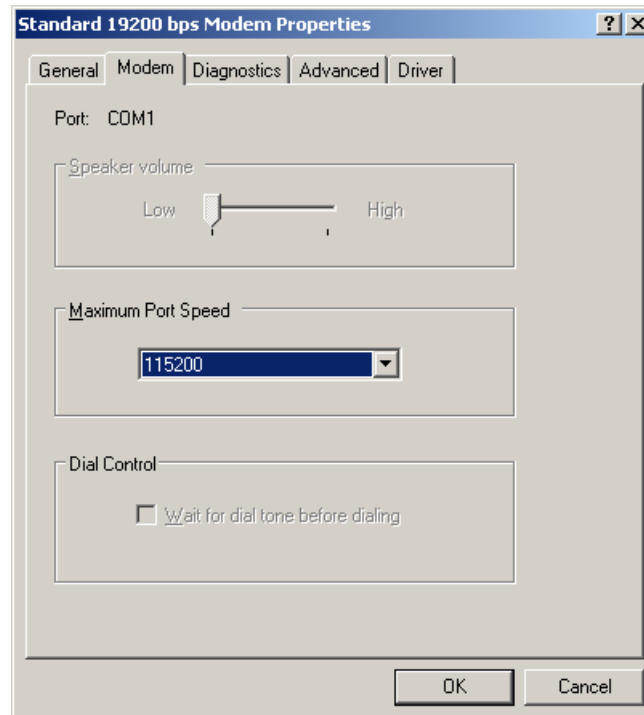 Standard 19200 bps Modem Properties
General Modem Diagnostics Advanced Driver
Port: COM1
Speaker volume
Low High
Maximum Port Speed
115200
Dial Control
Wait for dial tone before dialing
OK Cancel